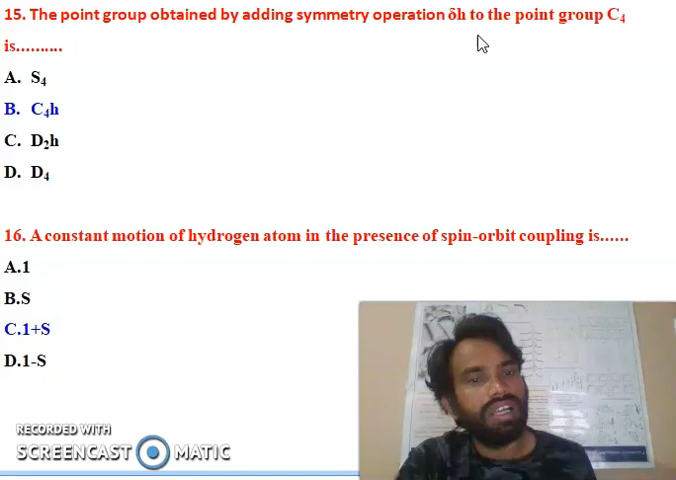 15. The point group obtained by adding symmetry operation δh to the point group C₄
is..........
A. S₄
B. C₄h
C. D₂h
D. D₄
16. A constant motion of hydrogen atom in the presence of spin-orbit coupling is......
A.1
B.S
C.1+S
D.1-S
RECORDED WITH
SCREENCAST MATIC